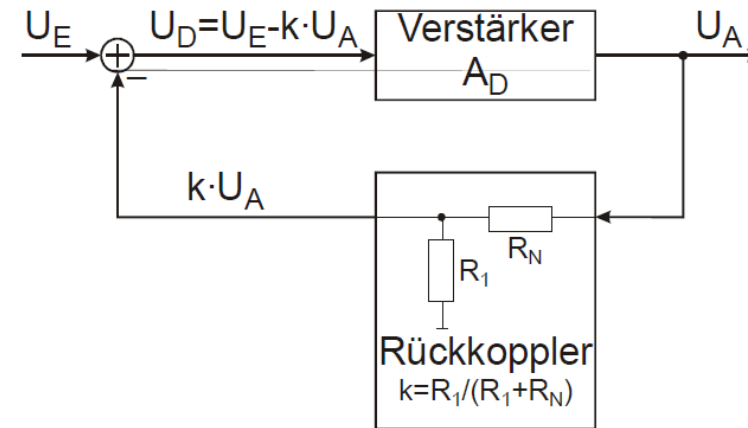 U_E
U_D=U_E-k·U_A
Verstärker
A_D
U_A
+
−
k·U_A
R_N
R_1
Rückkoppler
k=R_1/(R_1+R_N)